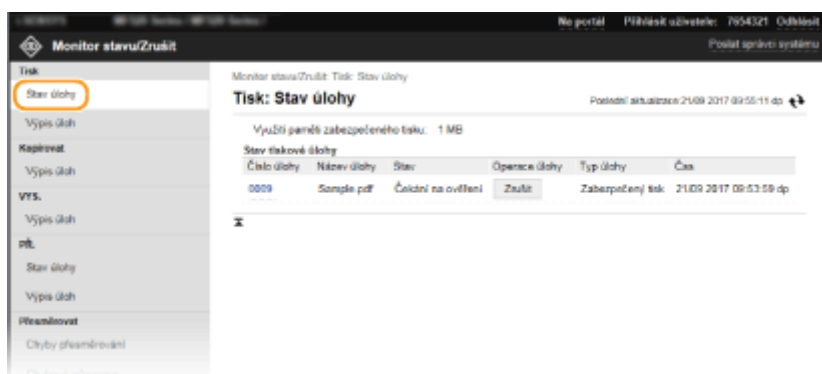 Na portál Přihlásit uživatele: 7654321 Odhlásit
Monitor stavu/Zrušit
Poslat správci systému
Tisk
Stav úlohy
Výpis úloh
Kopírovat
Výpis úloh
VYS.
Výpis úloh
PŘ.
Stav úlohy
Výpis úloh
Přesměrovat
Chyby přesměrování
Monitor stavu/Zrušit: Tisk: Stav úlohy
Tisk: Stav úlohy
Poslední aktualizace:21/09 2017 09:55:11 dp
Využití paměti zabezpečeného tisku: 1 MB
Stav tiskové úlohy
Číslo úlohy Název úlohy Stav Operace úlohy Typ úlohy Čas
0009 Sample.pdf Čekání na ověření Zrušit Zabezpečený tisk 21/09 2017 09:53:59 dp